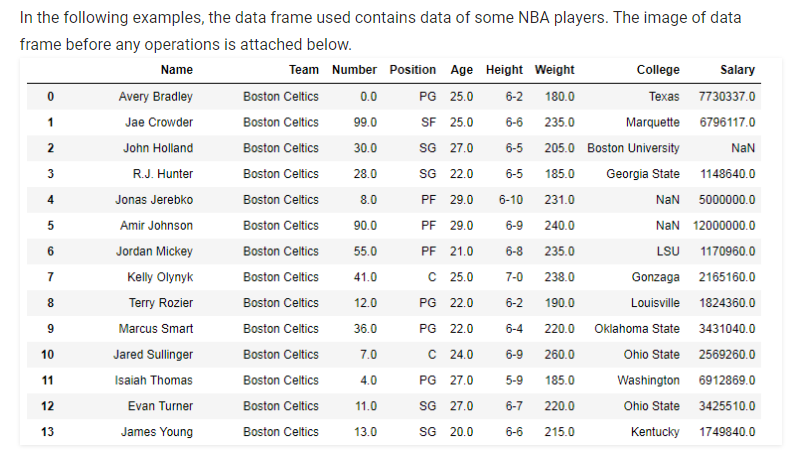 In the following examples, the data frame used contains data of some NBA players. The image of data
frame before any operations is attached below.
Name Team Number Position Age Height Weight College Salary
0 Avery Bradley Boston Celtics 0.0 PG 25.0 6-2 180.0 Texas 7730337.0
1 Jae Crowder Boston Celtics 99.0 SF 25.0 6-6 235.0 Marquette 6796117.0
2 John Holland Boston Celtics 30.0 SG 27.0 6-5 205.0 Boston University NaN
3 R.J. Hunter Boston Celtics 28.0 SG 22.0 6-5 185.0 Georgia State 1148640.0
4 Jonas Jerebko Boston Celtics 8.0 PF 29.0 6-10 231.0 NaN 5000000.0
5 Amir Johnson Boston Celtics 90.0 PF 29.0 6-9 240.0 NaN 12000000.0
6 Jordan Mickey Boston Celtics 55.0 PF 21.0 6-8 235.0 LSU 1170960.0
7 Kelly Olynyk Boston Celtics 41.0 C 25.0 7-0 238.0 Gonzaga 2165160.0
8 Terry Rozier Boston Celtics 12.0 PG 22.0 6-2 190.0 Louisville 1824360.0
9 Marcus Smart Boston Celtics 36.0 PG 22.0 6-4 220.0 Oklahoma State 3431040.0
10 Jared Sullinger Boston Celtics 7.0 C 24.0 6-9 260.0 Ohio State 2569260.0
11 Isaiah Thomas Boston Celtics 4.0 PG 27.0 5-9 185.0 Washington 6912869.0
12 Evan Turner Boston Celtics 11.0 SG 27.0 6-7 220.0 Ohio State 3425510.0
13 James Young Boston Celtics 13.0 SG 20.0 6-6 215.0 Kentucky 1749840.0